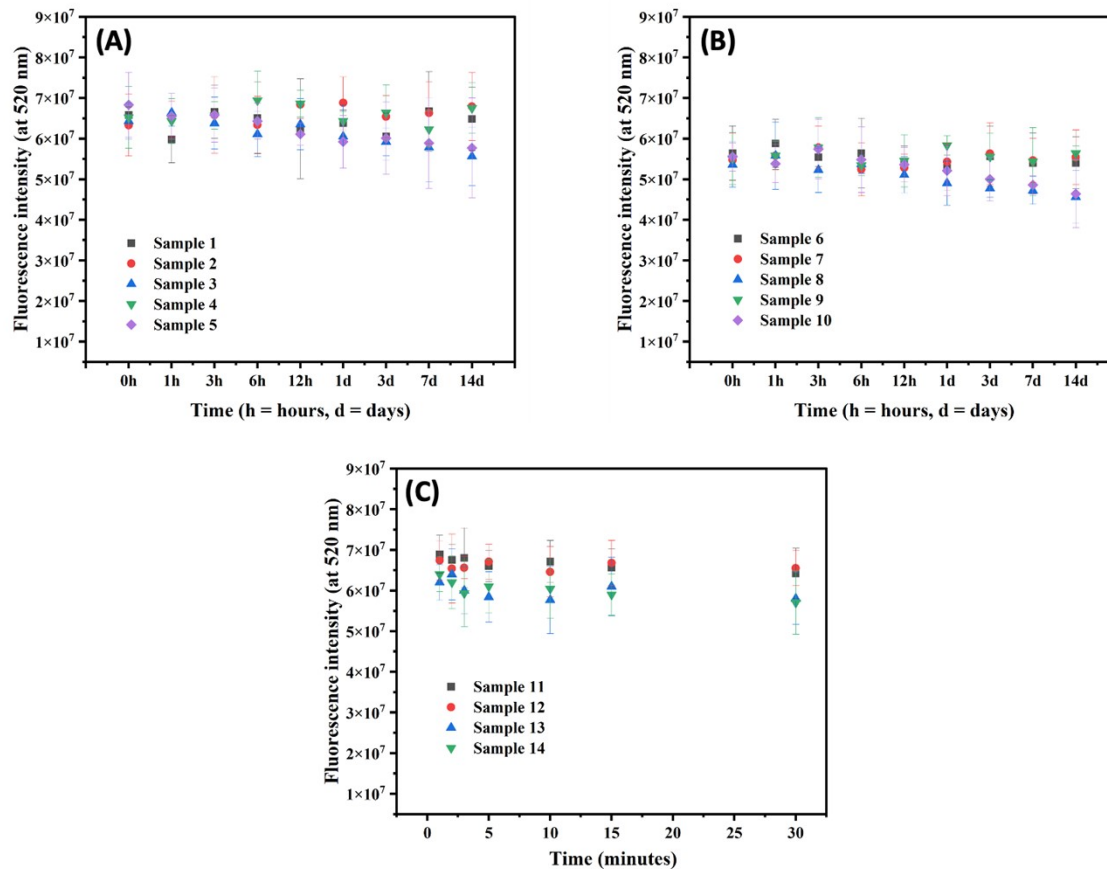 (A)
Fluorescence intensity (at 520 nm)
9×10⁷
8×10⁷
7×10⁷
6×10⁷
5×10⁷
4×10⁷
3×10⁷
2×10⁷
1×10⁷
Sample 1
Sample 2
Sample 3
Sample 4
Sample 5
0h 1h 3h 6h 12h 1d 3d 7d 14d
Time (h = hours, d = days)
(B)
Fluorescence intensity (at 520 nm)
9×10⁷
8×10⁷
7×10⁷
6×10⁷
5×10⁷
4×10⁷
3×10⁷
2×10⁷
1×10⁷
Sample 6
Sample 7
Sample 8
Sample 9
Sample 10
0h 1h 3h 6h 12h 1d 3d 7d 14d
Time (h = hours, d = days)
(C)
Fluorescence intensity (at 520 nm)
9×10⁷
8×10⁷
7×10⁷
6×10⁷
5×10⁷
4×10⁷
3×10⁷
2×10⁷
1×10⁷
Sample 11
Sample 12
Sample 13
Sample 14
0 5 10 15 20 25 30
Time (minutes)